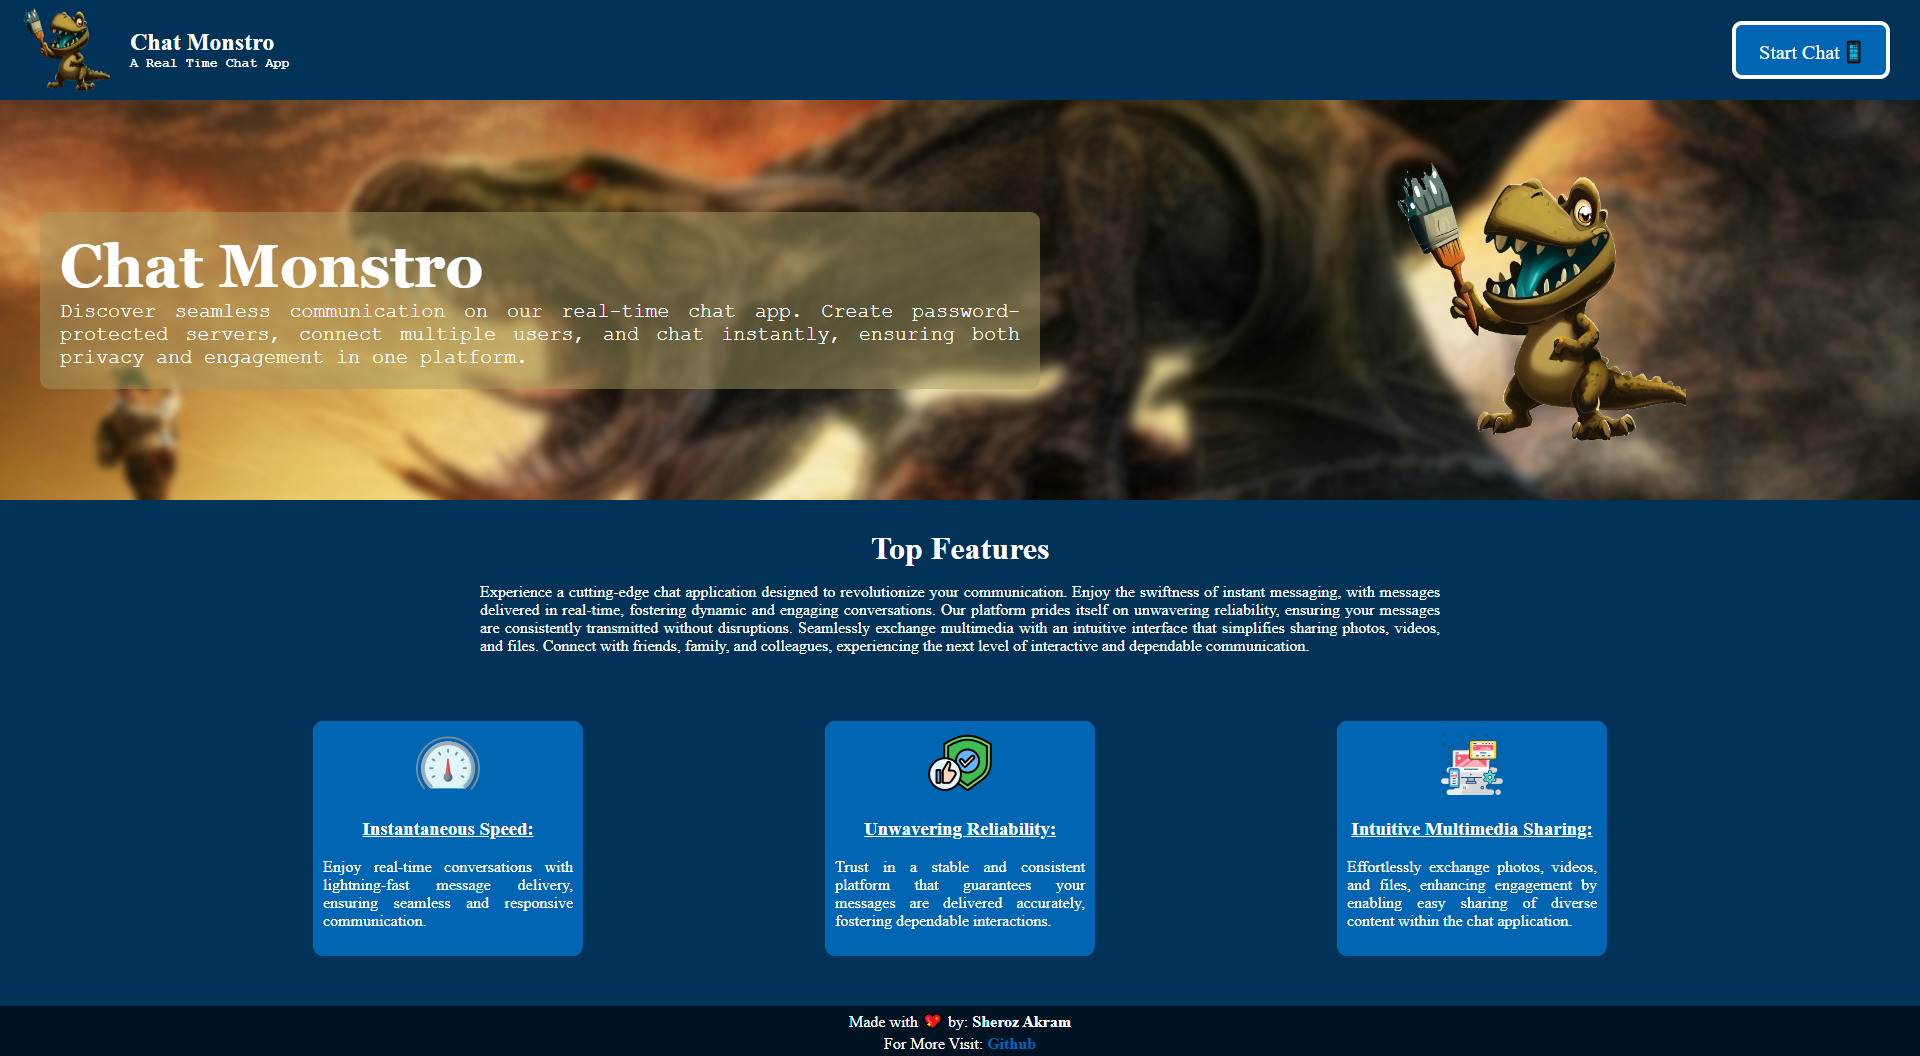 Chat Monstro
A Real Time Chat App
Start Chat
Chat Monstro
Discover seamless communication on our real-time chat app. Create password-
protected servers, connect multiple users, and chat instantly, ensuring both
privacy and engagement in one platform.
Top Features
Experience a cutting-edge chat application designed to revolutionize your communication. Enjoy the swiftness of instant messaging, with messages
delivered in real-time, fostering dynamic and engaging conversations. Our platform prides itself on unwavering reliability, ensuring your messages
are consistently transmitted without disruptions. Seamlessly exchange multimedia with an intuitive interface that simplifies sharing photos, videos,
and files. Connect with friends, family, and colleagues, experiencing the next level of interactive and dependable communication.
Instantaneous Speed:
Enjoy real-time conversations with
lightning-fast message delivery,
ensuring seamless and responsive
communication.
Unwavering Reliability:
Trust in a stable and consistent
platform that guarantees your
messages are delivered accurately,
fostering dependable interactions.
Intuitive Multimedia Sharing:
Effortlessly exchange photos, videos,
and files, enhancing engagement by
enabling easy sharing of diverse
content within the chat application.
Made with 💖 by: Sheroz Akram
For More Visit: Github